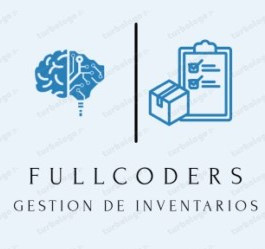 FULLCODERS
GESTION DE INVENTARIOS